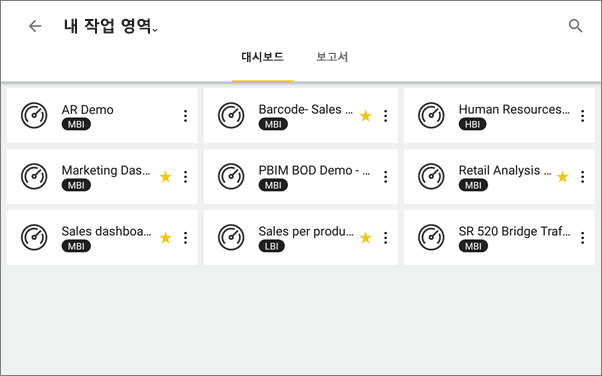 내 작업 영역
대시보드 보고서
AR Demo
MBI
Barcode- Sales ...
MBI
Human Resources...
HBI
Marketing Das...
MBI
PBIM BOD Demo - ...
MBI
Retail Analysis ...
MBI
Sales dashboa...
MBI
Sales per produ...
LBI
SR 520 Bridge Traf...
MBI